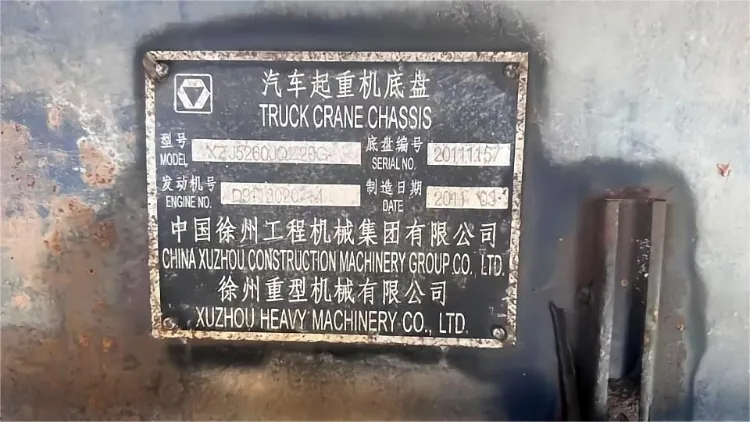 汽车起重机底盘
TRUCK CRANE CHASSIS
型号 底盘编号 20111157
MODEL SERIAL NO.
发动机号 制造日期 2011 03
ENGINE NO. DATE
中国徐州工程机械集团有限公司
CHINA XUZHOU CONSTRUCTION MACHINERY GROUP CO., LTD.
徐州重型机械有限公司
XUZHOU HEAVY MACHINERY CO., LTD.